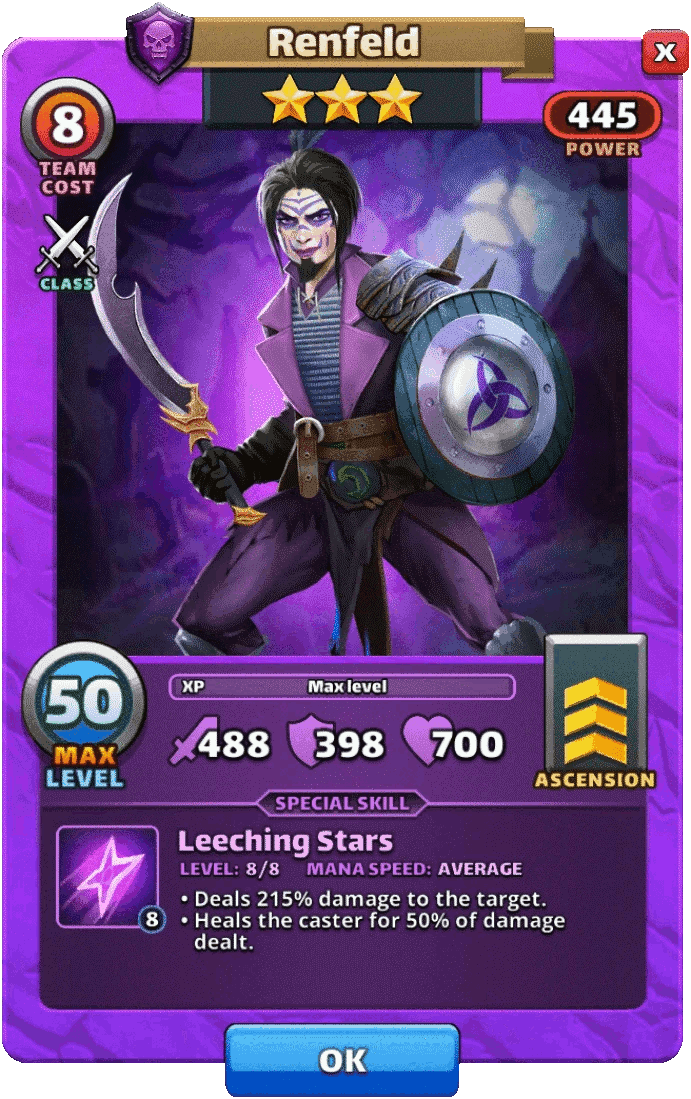 Renfeld
X
8
TEAM
COST
445
POWER
CLASS
50
MAX
LEVEL
XP Max level
488 398 700
ASCENSION
SPECIAL SKILL
Leeching Stars
LEVEL: 8/8 MANA SPEED: AVERAGE
8
• Deals 215% damage to the target.
• Heals the caster for 50% of damage
dealt.
OK